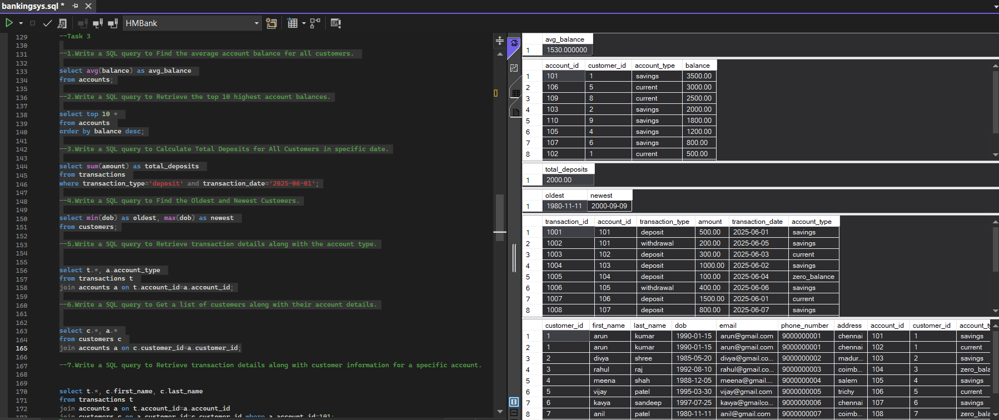 bankingsys.sql *
HMBank
129 --Task 3
130
131 --1.Write a SQL query to Find the average account balance for all customers.
132
133 select avg(balance) as avg_balance
134 from accounts;
135
136 --2.Write a SQL query to Retrieve the top 10 highest account balances.
137
138 select top 10 *
139 from accounts
140 order by balance desc;
141
142 --3.Write a SQL query to Calculate Total Deposits for All Customers in specific date.
143
144 select sum(amount) as total_deposits
145 from transactions
146 where transaction_type='deposit' and transaction_date='2025-06-01';
147
148 --4.Write a SQL query to Find the Oldest and Newest Customers.
149
150 select min(dob) as oldest, max(dob) as newest
151 from customers;
152
153 --5.Write a SQL query to Retrieve transaction details along with the account type.
154
155
156 select t.*, a.account_type
157 from transactions t
158 join accounts a on t.account_id=a.account_id;
159
160 --6.Write a SQL query to Get a list of customers along with their account details.
161
162
163 select c.*, a.*
164 from customers c
165 join accounts a on c.customer_id=a.customer_id;
166
167 --7.Write a SQL query to Retrieve transaction details along with customer information for a specific account.
168
169
170 select t.*, c.first_name, c.last_name
171 from transactions t
172 join accounts a on t.account_id=a.account_id
173 join customers c on a.customer_id=c.customer_id where a.account_id=101;
avg_balance
1 1530.000000
account_id customer_id account_type balance
1 101 1 savings 3500.00
2 106 5 current 3000.00
3 109 8 current 2500.00
4 103 2 savings 2000.00
5 110 9 savings 1800.00
6 105 4 savings 1200.00
7 107 6 savings 800.00
8 102 1 current 500.00
total_deposits
1 2000.00
oldest newest
1 1980-11-11 2000-09-09
transaction_id account_id transaction_type amount transaction_date account_type
1 1001 101 deposit 500.00 2025-06-01 savings
2 1002 101 withdrawal 200.00 2025-06-05 savings
3 1003 102 deposit 300.00 2025-06-03 current
4 1004 103 deposit 1000.00 2025-06-02 savings
5 1005 104 deposit 100.00 2025-06-04 zero_balance
6 1006 105 withdrawal 400.00 2025-06-06 savings
7 1007 106 deposit 1500.00 2025-06-01 current
8 1008 107 deposit 800.00 2025-06-07 savings
customer_id first_name last_name dob email phone_number address account_id customer_id account_ty
1 1 arun kumar 1990-01-15 arun@gmail.com 9000000001 chennai 101 1 savings
2 1 arun kumar 1990-01-15 arun@gmail.com 9000000001 chennai 102 1 current
3 2 divya shree 1985-05-20 divya@gmail.co... 9000000002 madur... 103 2 savings
4 3 rahul raj 1992-08-10 rahul@gmail.co... 9000000003 coimb... 104 3 zero_bala
5 4 meena shah 1988-12-05 meena@gmail.... 9000000004 salem 105 4 savings
6 5 vijay patel 1995-03-30 vijay@gmail.com 9000000005 trichy 106 5 current
7 6 kavya sandeep 1997-07-25 kavya@gmailco... 9000000006 chennai 107 6 savings
8 7 anil patel 1980-11-11 anil@gmail.com 9000000007 coimb... 108 7 zero_bala